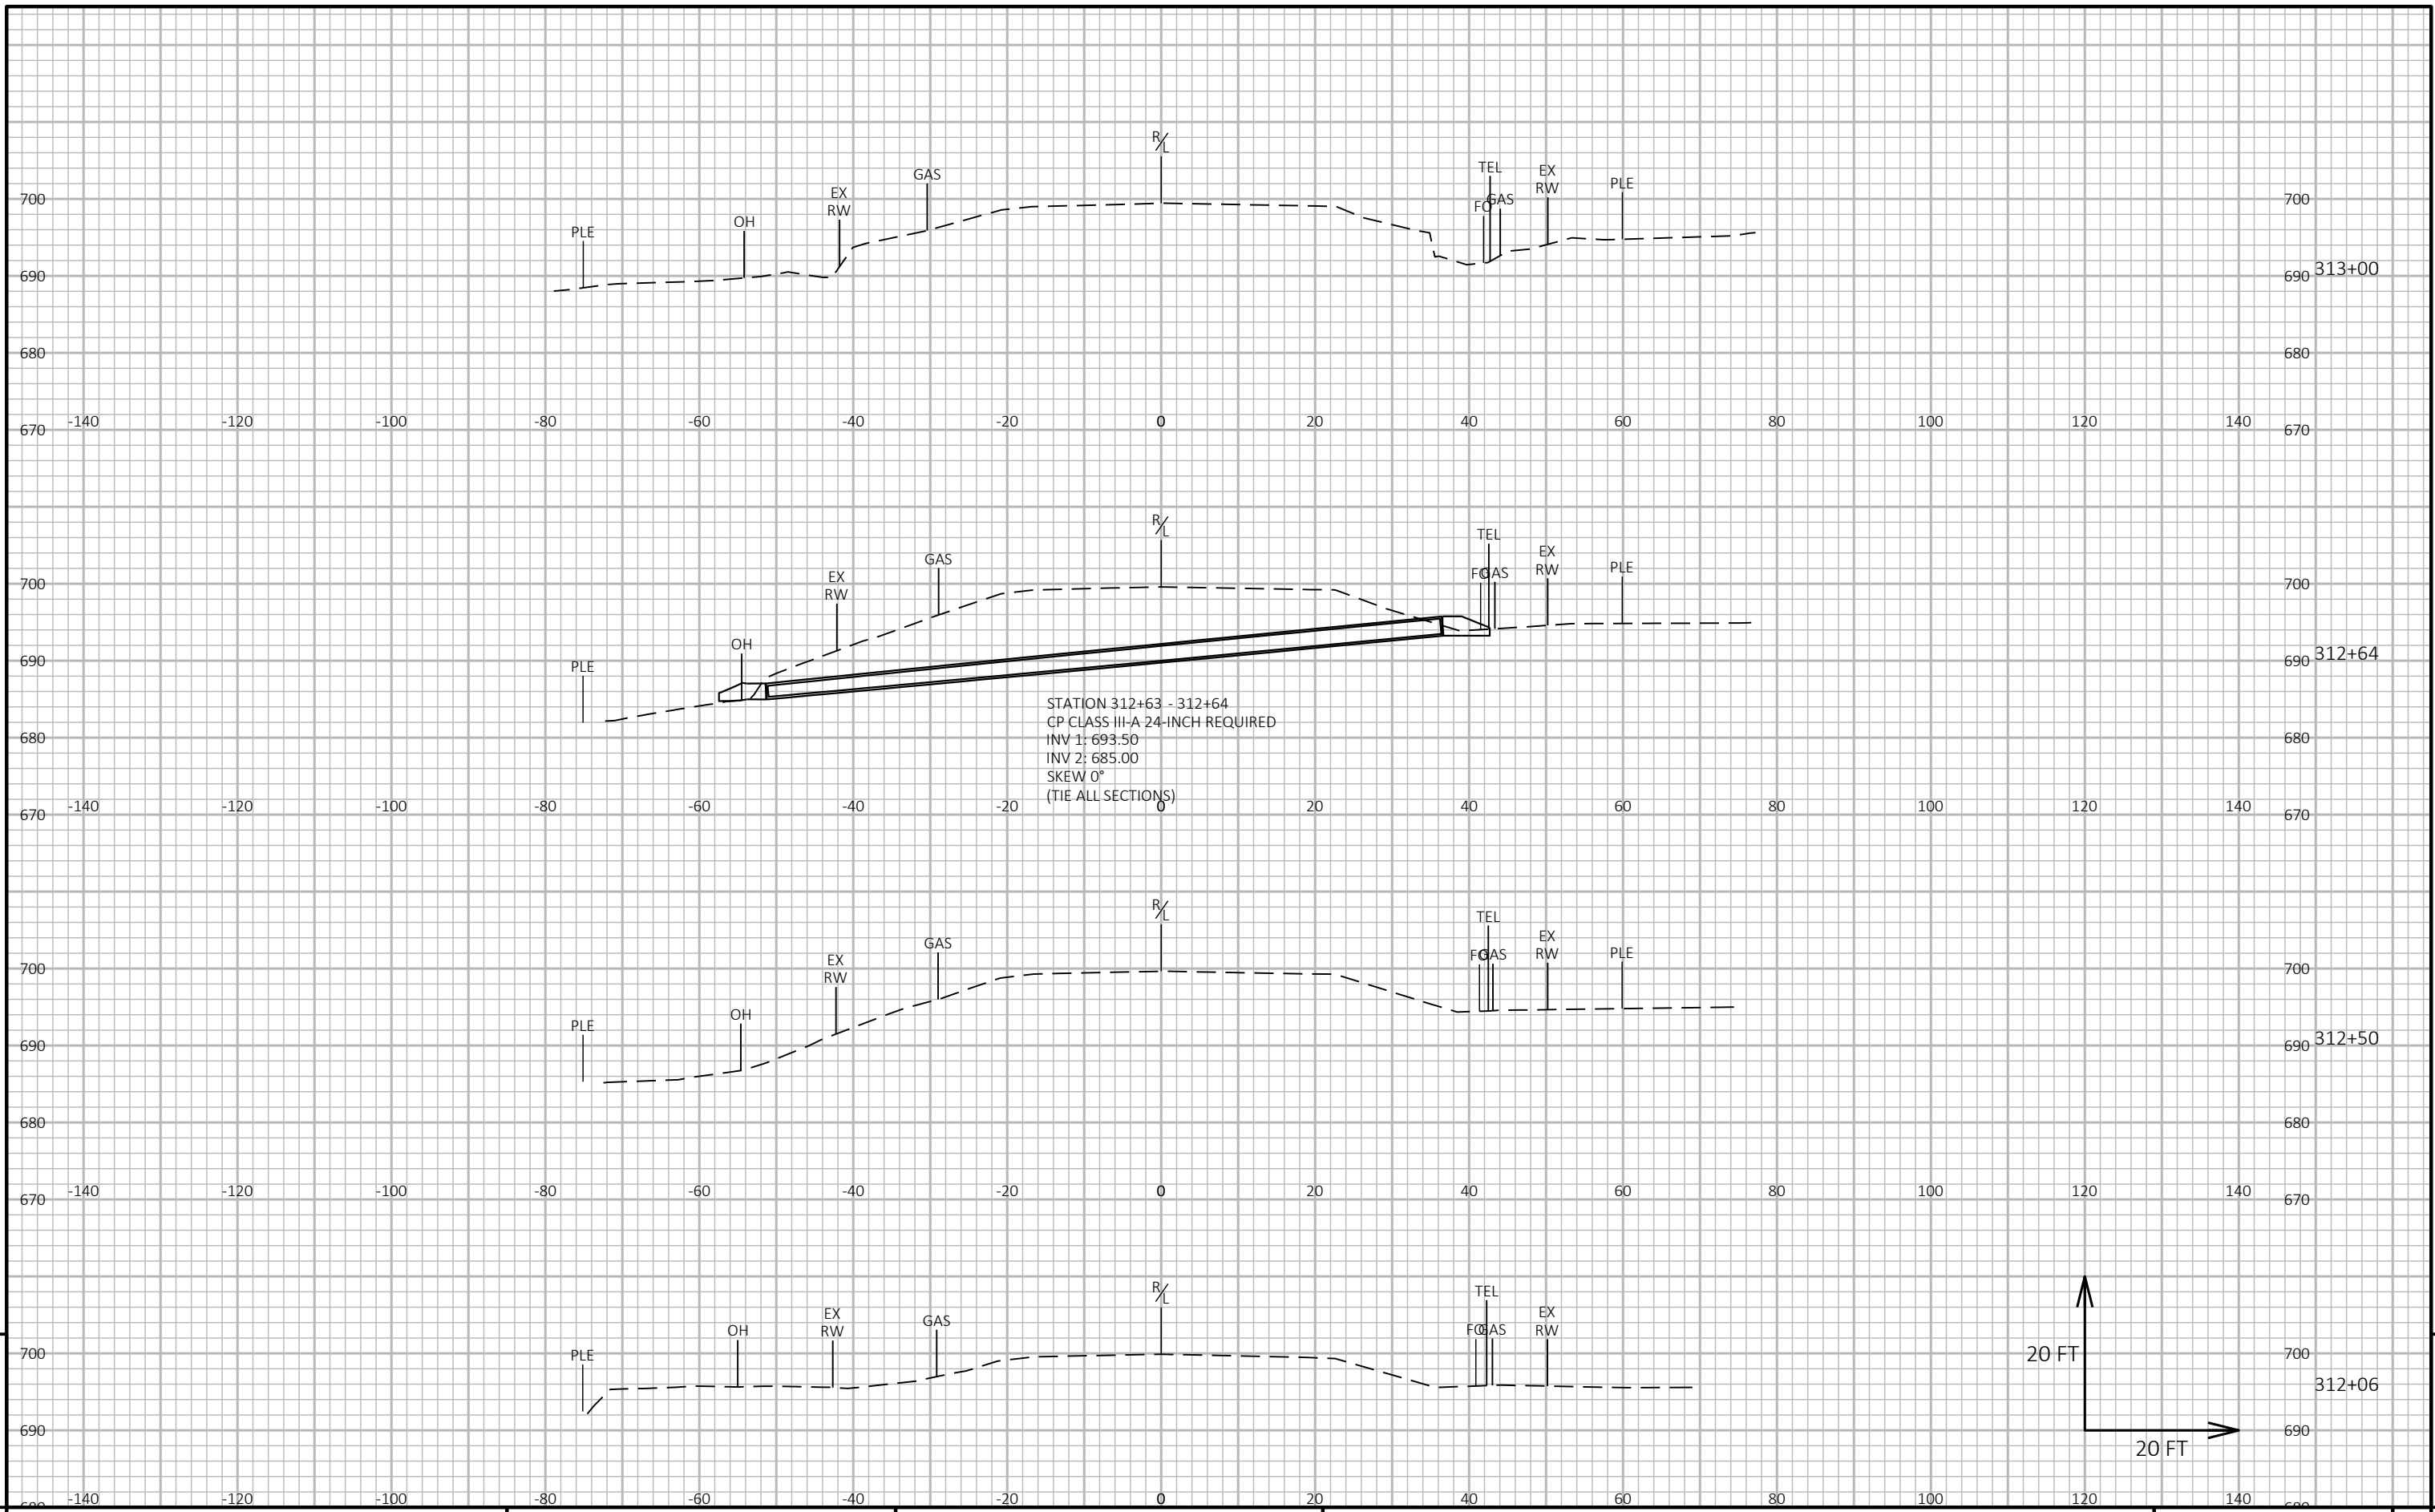 R/L
TEL
EX
PLE
GAS
EX
RW
RW
GAS
FO
OH
PLE
700
700
690
690
313+00
680
680
-140 -120 -100 -80 -60 -40 -20 0 20 40 60 80 100 120 140
670
670
R/L
TEL
EX
RW
GAS
PLE
FO
GAS
EX
RW
OH
PLE
700
700
690
690
312+64
STATION 312+63 - 312+64
CP CLASS III-A 24-INCH REQUIRED
INV 1: 693.50
INV 2: 685.00
SKEW 0°
(TIE ALL SECTIONS)
680
680
-140 -120 -100 -80 -60 -40 -20 0 20 40 60 80 100 120 140
670
670
R/L
TEL
EX
RW
GAS
PLE
FO
GAS
EX
RW
OH
PLE
700
700
690
690
312+50
680
680
-140 -120 -100 -80 -60 -40 -20 0 20 40 60 80 100 120 140
670
670
R/L
TEL
EX
RW
GAS
FO
GAS
EX
RW
OH
PLE
700
700
20 FT
312+06
690
690
20 FT
-140 -120 -100 -80 -60 -40 -20 0 20 40 60 80 100 120 140
680
680